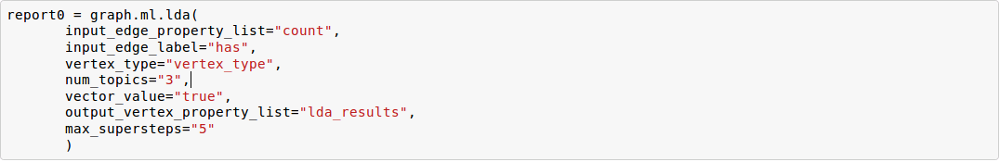 report0 = graph.ml.lda(
       input_edge_property_list="count",
       input_edge_label="has",
       vertex_type="vertex_type",
       num_topics="3",
       vector_value="true",
       output_vertex_property_list="lda_results",
       max_supersteps="5"
       )